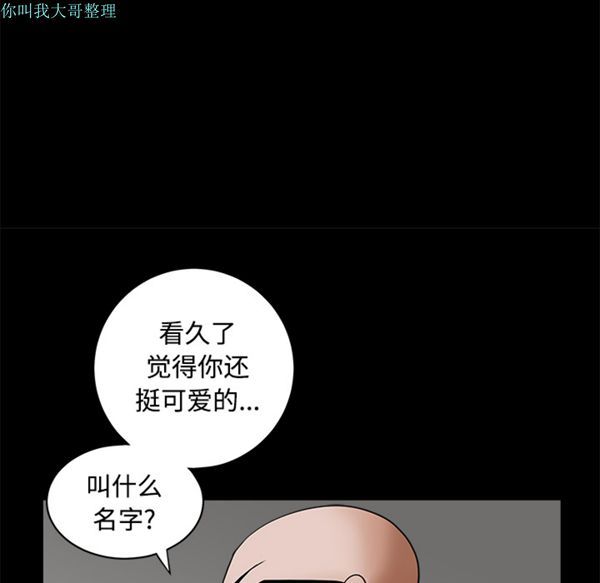 你叫我大哥整理
看久了
觉得你还
挺可爱的...
叫什么
名字?